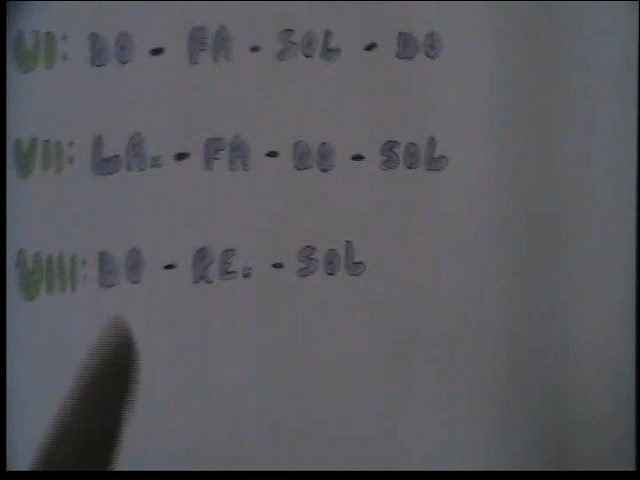 VI: DO - FA - SOL - DO
VII: LA- - FA - DO - SOL
VIII: DO - RE. - SOL